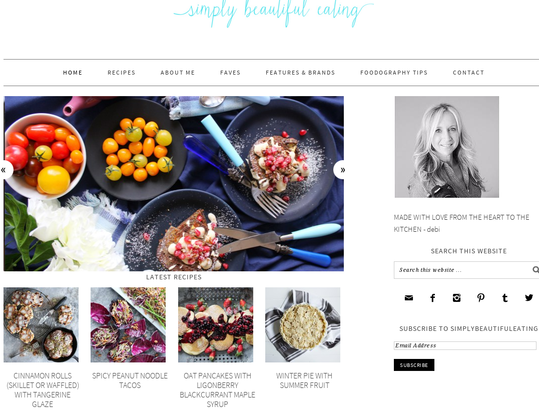 simply beautiful eating
HOME RECIPES ABOUT ME FAVES FEATURES & BRANDS FOODOGRAPHY TIPS CONTACT
« »
LATEST RECIPES
CINNAMON ROLLS
(SKILLET OR WAFFLED)
WITH TANGERINE
GLAZE
SPICY PEANUT NOODLE
TACOS
OAT PANCAKES WITH
LIGONBERRY
BLACKCURRANT MAPLE
SYRUP
WINTER PIE WITH
SUMMER FRUIT
MADE WITH LOVE FROM THE HEART TO THE
KITCHEN - debi
SEARCH THIS WEBSITE
Search this website ...
SUBSCRIBE TO SIMPLYBEAUTIFULEATING
Email Address
SUBSCRIBE